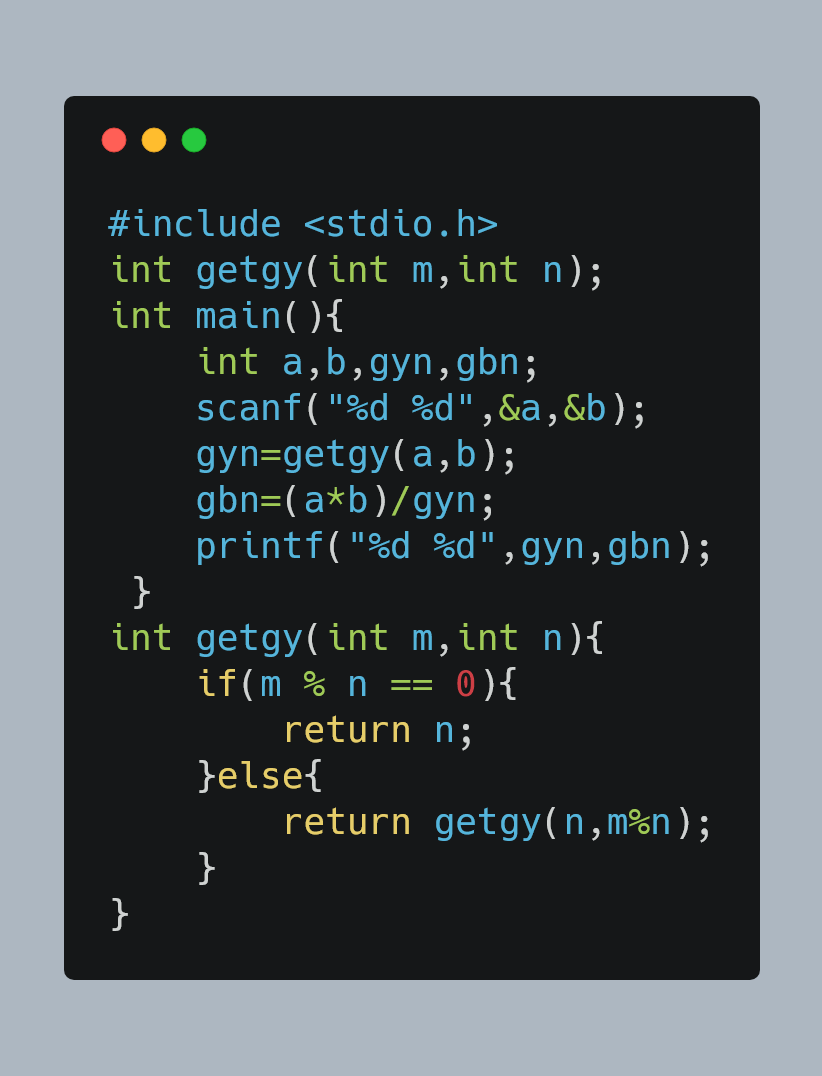 #include <stdio.h>
int getgy(int m,int n);
int main(){
    int a,b,gyn,gbn;
    scanf("%d %d",&a,&b);
    gyn=getgy(a,b);
    gbn=(a*b)/gyn;
    printf("%d %d",gyn,gbn);
 }
int getgy(int m,int n){
    if(m % n == 0){
        return n;
    }else{
        return getgy(n,m%n);
    }
}